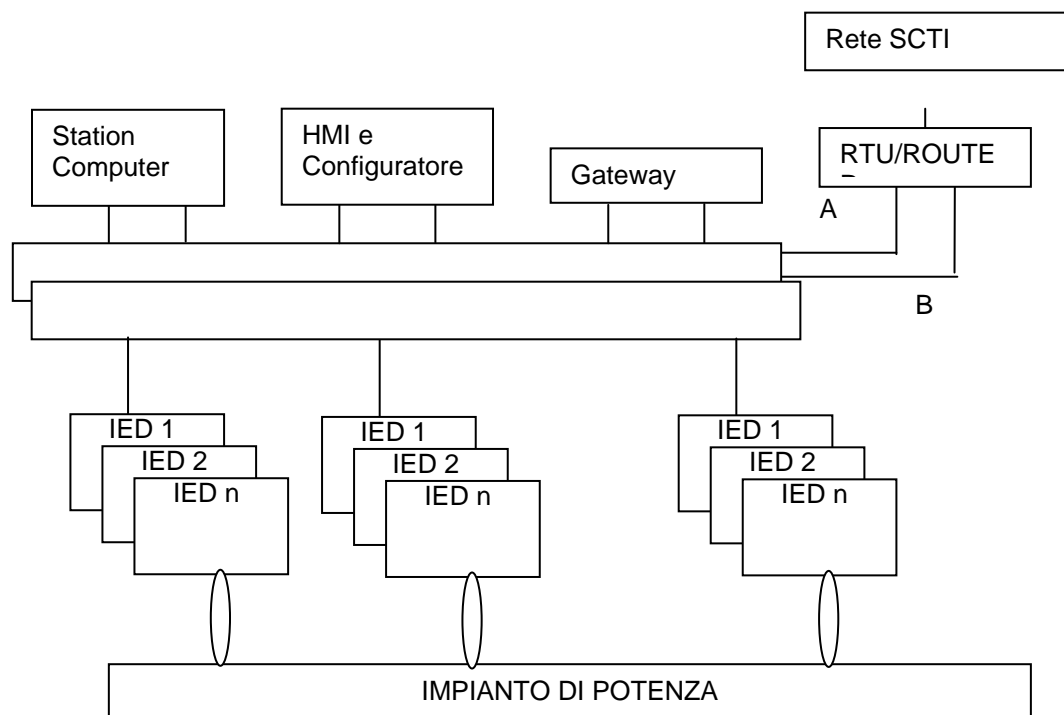 Rete SCTI
Station
Computer
HMI e
Configuratore
Gateway
RTU/ROUTE
A
B
IED 1
IED 2
IED n
IED 1
IED 2
IED n
IED 1
IED 2
IED n
IMPIANTO DI POTENZA